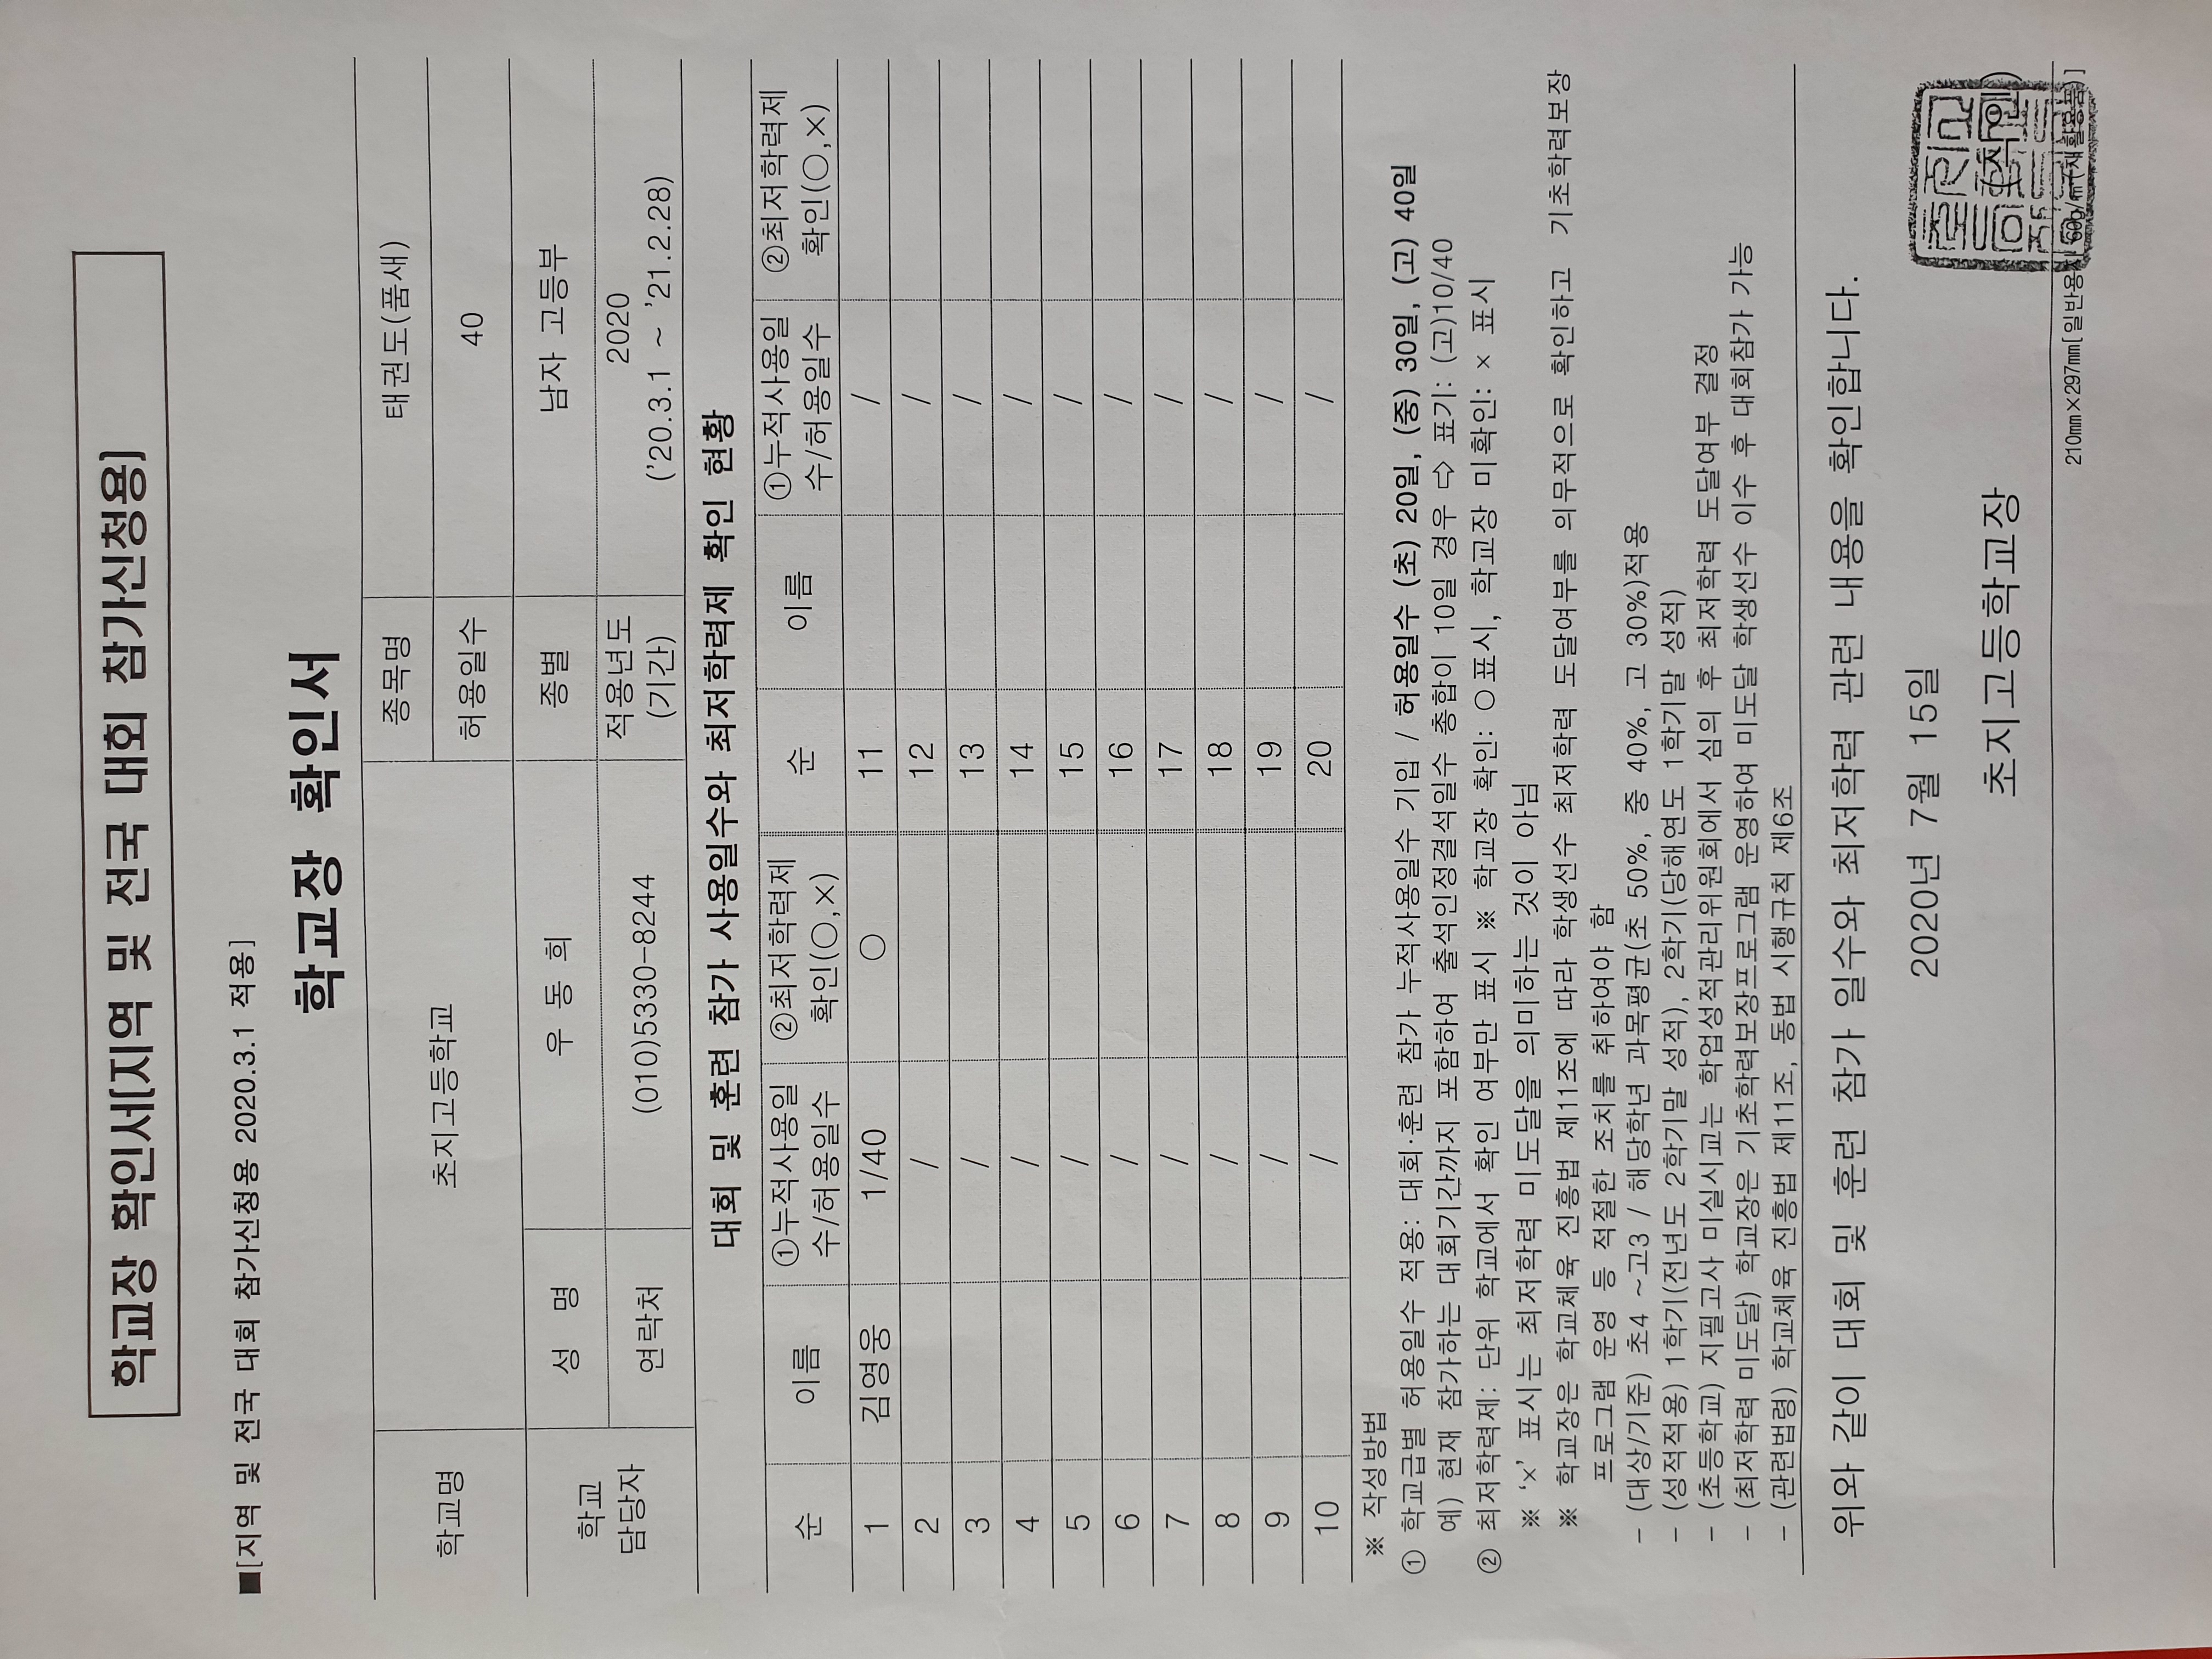 학교장 확인서[지역 및 전국 대회 참가신청용]
■[지역 및 전국 대회 참가신청용 2020.3.1 적용]
학교장 확인서
학교명 초지고등학교 종목명 태권도(품새)
허용일수 40
학교 담당자 성 명 우 동 희 종별 남자 고등부
연락처 (010)5330-8244 적용년도 (기간) 2020 ('20.3.1 ~ '21.2.28)
대회 및 훈련 참가 사용일수와 최저학력제 확인 현황
순 이름 ①누적사용일수/허용일수 ②최저학력제 확인(○,×) 순 이름 ①누적사용일수/허용일수 ②최저학력제 확인(○,×)
1 김영웅 1/40 ○ 11 /
2 / 12 /
3 / 13 /
4 / 14 /
5 / 15 /
6 / 16 /
7 / 17 /
8 / 18 /
9 / 19 /
10 / 20 /
※ 작성방법
① 학교급별 허용일수 적용: 대회·훈련 참가 누적사용일수 기입 / 허용일수 (초) 20일, (중) 30일, (고) 40일
예) 현재 참가하는 대회기간까지 포함하여 출석인정결석일수 총합이 10일 경우 ⇨ 표기: (고)10/40
② 최저학력제: 단위 학교에서 확인 여부만 표시 ※ 학교장 확인: ○표시, 학교장 미확인: × 표시
※ '×' 표시는 최저학력 미도달을 의미하는 것이 아님
※ 학교장은 학교체육 진흥법 제11조에 따라 학생선수 최저학력 도달여부를 의무적으로 확인하고 기초학력보장
프로그램 운영 등 적절한 조치를 취하여야 함
- (대상/기준) 초4 ~고3 / 해당학년 과목평균(초 50%, 중 40%, 고 30%)적용
- (성적적용) 1학기(전년도 2학기말 성적), 2학기(당해연도 1학기말 성적)
- (초등학교) 지필고사 미실시교는 학업성적관리위원회에서 심의 후 최저학력 도달여부 결정
- (최저학력 미도달) 학교장은 기초학력보장프로그램 운영하여 미도달 학생선수 이수 후 대회참가 가능
- (관련법령) 학교체육 진흥법 제11조, 동법 시행규칙 제6조
위와 같이 대회 및 훈련 참가 일수와 최저학력 관련 내용을 확인합니다.
2020년 7월 15일
초지고등학교장 (직인)
210㎜×297㎜[일반용지 60g/㎡(재활용품)]